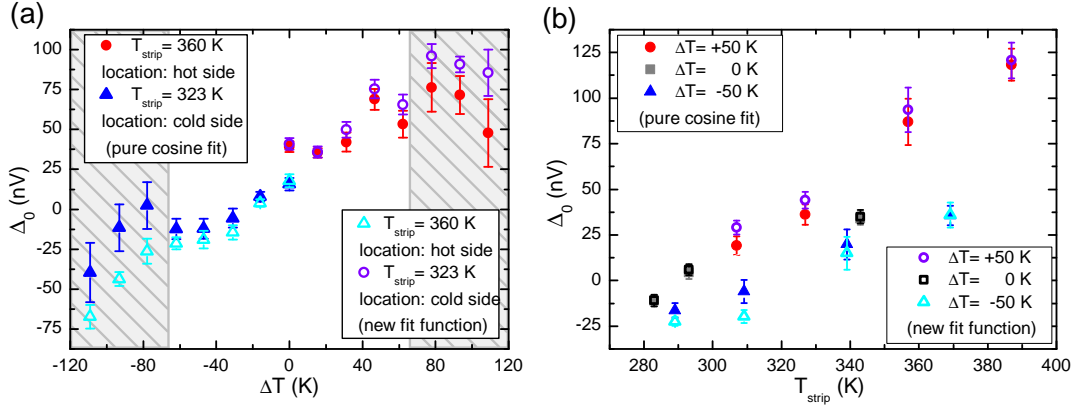 (a)
T_strip = 360 K
location: hot side
T_strip = 323 K
location: cold side
(pure cosine fit)
T_strip = 360 K
location: hot side
T_strip = 323 K
location: cold side
(new fit function)
100
75
50
25
0
-25
-50
-75
Δ₀ (nV)
-120 -80 -40 0 40 80 120
ΔT (K)
(b)
ΔT= +50 K
ΔT= 0 K
ΔT= -50 K
(pure cosine fit)
ΔT= +50 K
ΔT= 0 K
ΔT= -50 K
(new fit function)
125
100
75
50
25
0
-25
Δ₀ (nV)
280 300 320 340 360 380 400
T_strip (K)